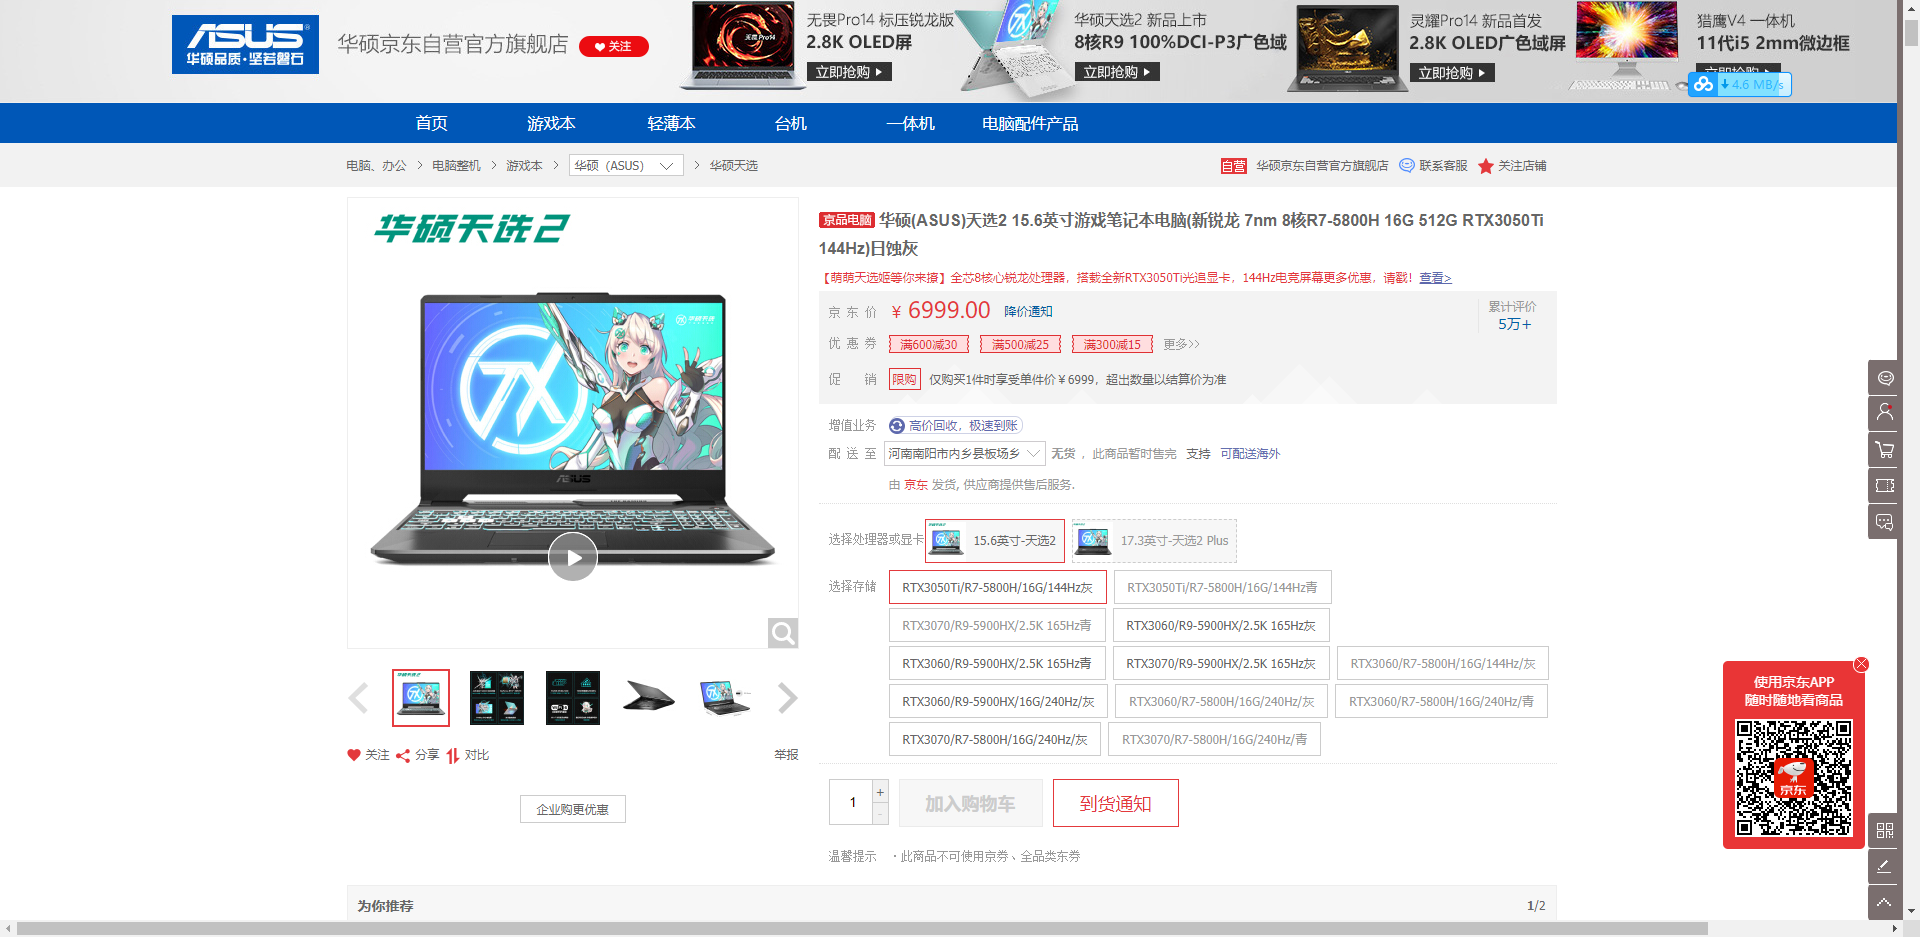 ASUS
华硕品质·坚若磐石
华硕京东自营官方旗舰店
关注
无畏Pro14 标压锐龙版
2.8K OLED屏
立即抢购
华硕天选2 新品上市
8核R9 100%DCI-P3广色域
立即抢购
灵耀Pro14 新品首发
2.8K OLED广色域屏
立即抢购
猎鹰V4 一体机
11代i5 2mm微边框
立即抢购
4.6 MB/s
首页 游戏本 轻薄本 台机 一体机 电脑配件产品
电脑、办公 > 电脑整机 > 游戏本 > 华硕（ASUS） > 华硕天选
自营 华硕京东自营官方旗舰店 联系客服 关注店铺
华硕天选2
华硕天选
ASUS
京品电脑 华硕(ASUS)天选2 15.6英寸游戏笔记本电脑(新锐龙 7nm 8核R7-5800H 16G 512G RTX3050Ti
144Hz)日蚀灰
【萌萌天选姬等你来撩】全芯8核心锐龙处理器，搭载全新RTX3050Ti光追显卡，144Hz电竞屏幕更多优惠，请戳！查看>
京东价 ￥ 6999.00 降价通知
累计评价
5万+
优惠券 满600减30 满500减25 满300减15 更多>>
促销 限购 仅购买1件时享受单件价￥6999，超出数量以结算价为准
增值业务 高价回收，极速到账
配送至 河南南阳市内乡县板场乡 无货 ，此商品暂时售完 支持 可配送海外
由 京东 发货, 供应商提供售后服务.
选择处理器或显卡 15.6英寸-天选2 17.3英寸-天选2 Plus
选择存储 RTX3050Ti/R7-5800H/16G/144Hz灰 RTX3050Ti/R7-5800H/16G/144Hz青
RTX3070/R9-5900HX/2.5K 165Hz青 RTX3060/R9-5900HX/2.5K 165Hz灰
RTX3060/R9-5900HX/2.5K 165Hz青 RTX3070/R9-5900HX/2.5K 165Hz灰 RTX3060/R7-5800H/16G/144Hz/灰
RTX3060/R9-5900HX/16G/240Hz灰 RTX3060/R7-5800H/16G/240Hz/灰 RTX3060/R7-5800H/16G/240Hz/青
RTX3070/R7-5800H/16G/240Hz/灰 RTX3070/R7-5800H/16G/240Hz/青
关注 分享 对比 举报
企业购更优惠
1 + - 加入购物车 到货通知
温馨提示 ·此商品不可使用京券、全品类东券
使用京东APP
随时随地看商品
京东
为你推荐 1/2